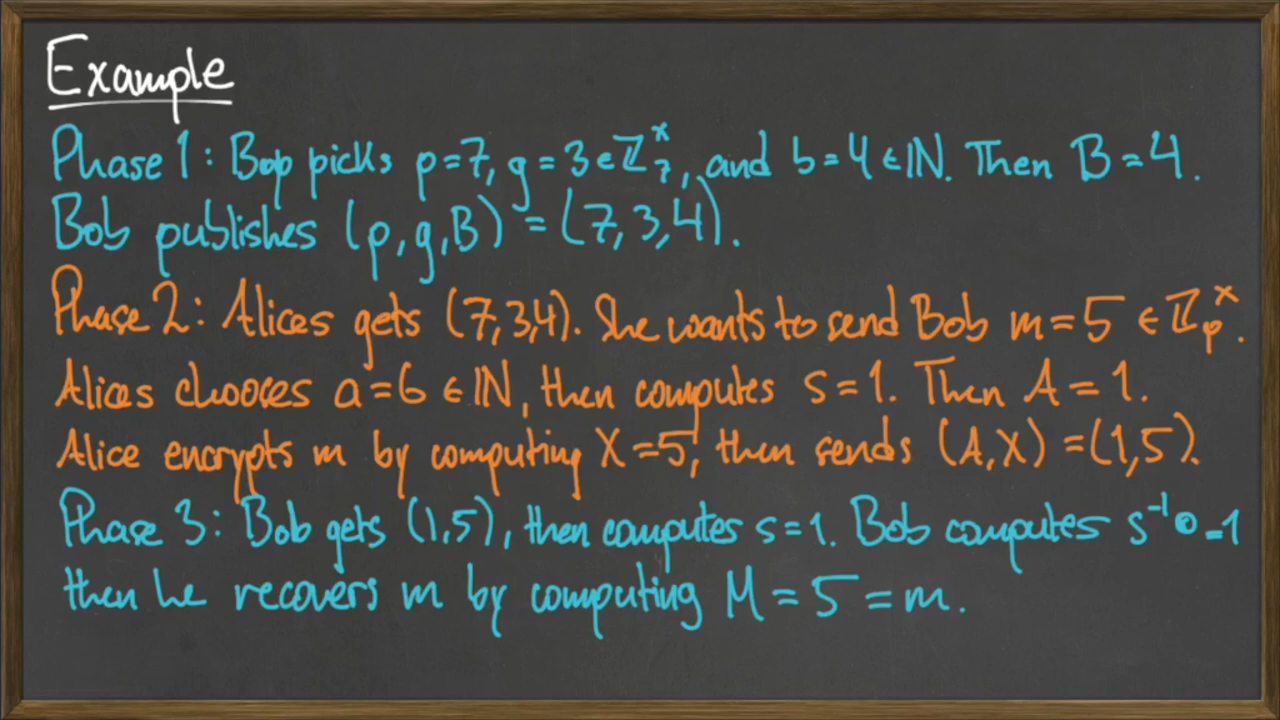 Example
Phase 1: Bop picks p=7, g=3∈ℤ₇ˣ, and b=4∈ℕ. Then B=4.
Bob publishes (p,g,B) = (7,3,4).
Phase 2: Alices gets (7,3,4). She wants to send Bob m=5 ∈ ℤₚˣ.
Alices chooses a=6 ∈ℕ, then computes s=1. Then A=1.
Alice encrypts m by computing X=5, then sends (A,X) =(1,5).
Phase 3: Bob gets (1,5), then computes s=1. Bob computes s⁻¹
then he recovers m by computing M=5=m.